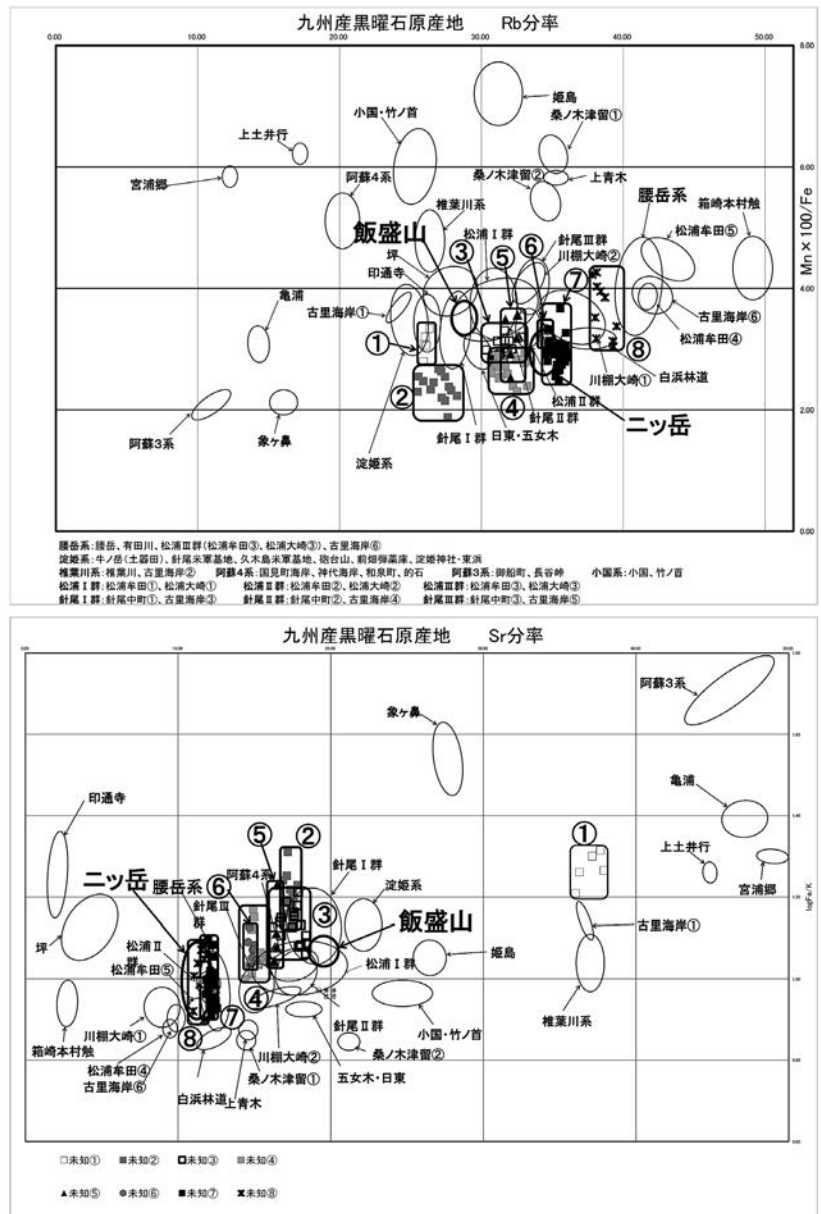 九州産黒曜石原産地 Rb分率
0.00 10.00 20.00 30.00 40.00 50.00
8.00
姫島
小国・竹ノ首
桑ノ木津留①
上土井行
6.00
宮浦郷
阿蘇4系
桑ノ木津留②
上青木
Mn×100/Fe
椎葉川系
腰岳系
箱崎本村触
飯盛山
松浦Ⅰ群
⑥
針尾Ⅲ群
松浦牟田⑤
坪
③
⑤
川棚大崎②
印通寺
⑦
4.00
亀浦
古里海岸①
古里海岸⑥
①
松浦牟田④
⑧
白浜林道
川棚大崎①
②
松浦Ⅱ群
④
針尾Ⅱ群
二ッ岳
2.00
阿蘇3系
象ヶ鼻
針尾Ⅰ群
日東・五女木
淀姫系
0.00
腰岳系:腰岳、有田川、松浦Ⅲ群(松浦牟田③、松浦大崎③)、古里海岸⑥
淀姫系:牛ノ岳(土器田)、針尾米軍基地、久木島米軍基地、砲台山、前畑弾薬庫、淀姫神社・東浜
椎葉川系:椎葉川、古里海岸② 阿蘇4系:国見町海岸、神代海岸、和泉町、的石 阿蘇3系:御船町、長谷峠 小国系:小国、竹ノ首
松浦Ⅰ群:松浦牟田①、松浦大崎① 松浦Ⅱ群:松浦牟田②、松浦大崎② 松浦Ⅲ群:松浦牟田③、松浦大崎③
針尾Ⅰ群:針尾中町①、古里海岸③ 針尾Ⅱ群:針尾中町②、古里海岸④ 針尾Ⅲ群:針尾中町③、古里海岸⑤
九州産黒曜石原産地 Sr分率
阿蘇3系
象ヶ鼻
印通寺
亀浦
①
⑤
②
上土井行
二ッ岳
腰岳系
⑥
阿蘇4系
針尾Ⅰ群
宮浦郷
針尾Ⅲ群
淀姫系
③
飯盛山
古里海岸①
坪
松浦Ⅱ群
姫島
松浦牟田⑤
松浦Ⅰ群
④
川棚大崎①
⑦
針尾Ⅱ群
小国・竹ノ首
椎葉川系
箱崎本村触
⑧
松浦牟田④
川棚大崎②
桑ノ木津留②
古里海岸⑥
桑ノ木津留①
五女木・日東
白浜林道
上青木
logFe/K
□未知① ■未知② □未知③ ■未知④
▲未知⑤ ●未知⑥ ■未知⑦ ✖未知⑧